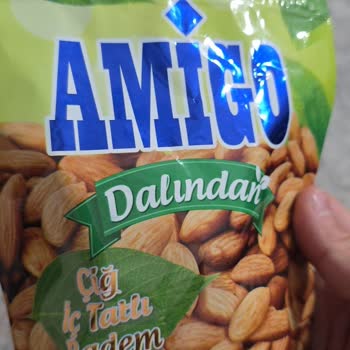 AMİGO
Dalından
Çiğ
İç Tatlı
Badem